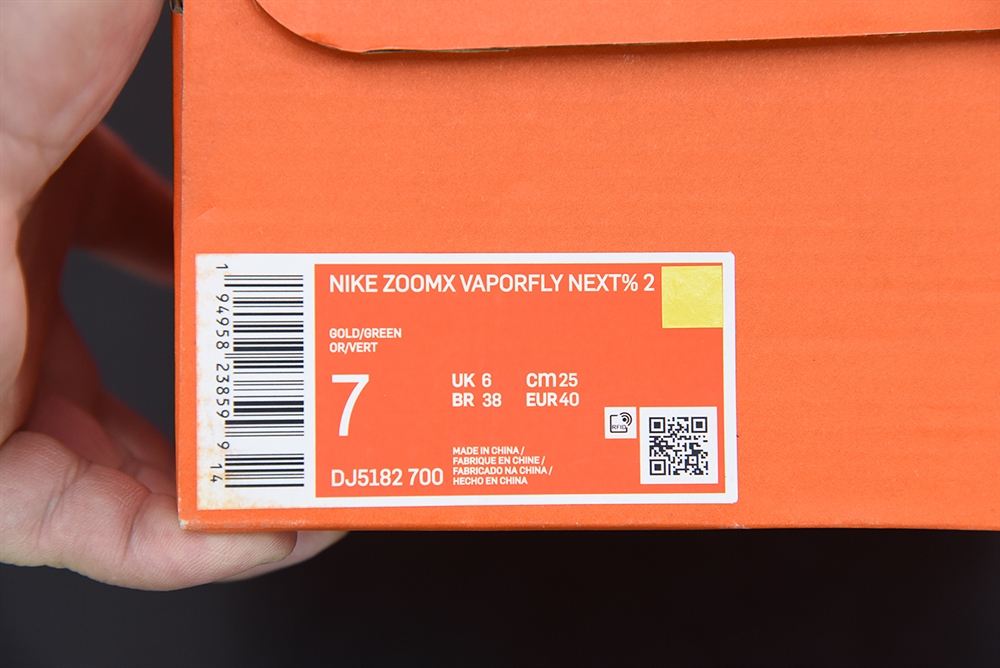 NIKE ZOOMX VAPORFLY NEXT% 2
GOLD/GREEN
OR/VERT
7
UK 6 cm 25
BR 38 EUR 40
RFID
DJ5182 700
MADE IN CHINA /
FABRIQUE EN CHINE /
FABRICADO NA CHINA /
HECHO EN CHINA
1 94958 23859 9 14